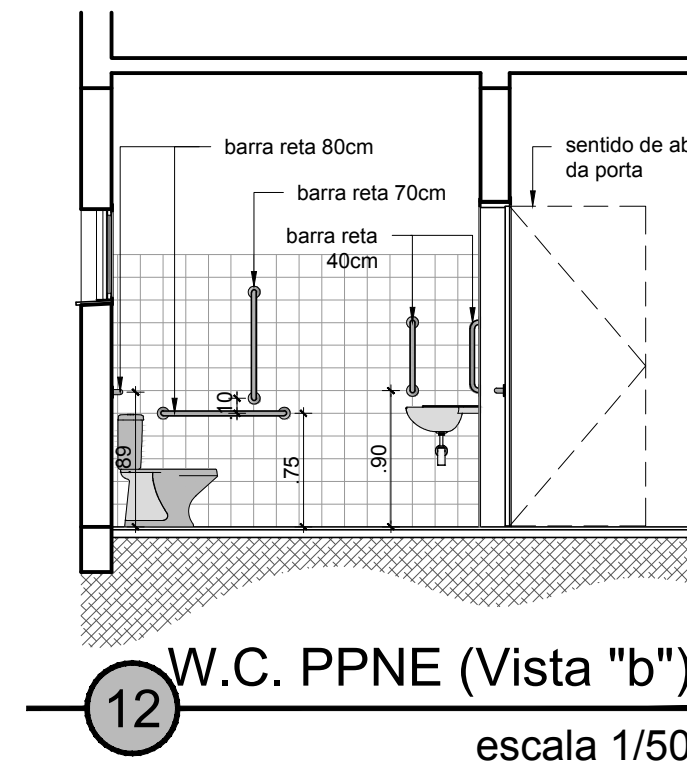 barra reta 80cm
sentido de ab
da porta
barra reta 70cm
barra reta
40cm
.10
.89
.75
.90
12
W.C. PPNE (Vista "b")
escala 1/50